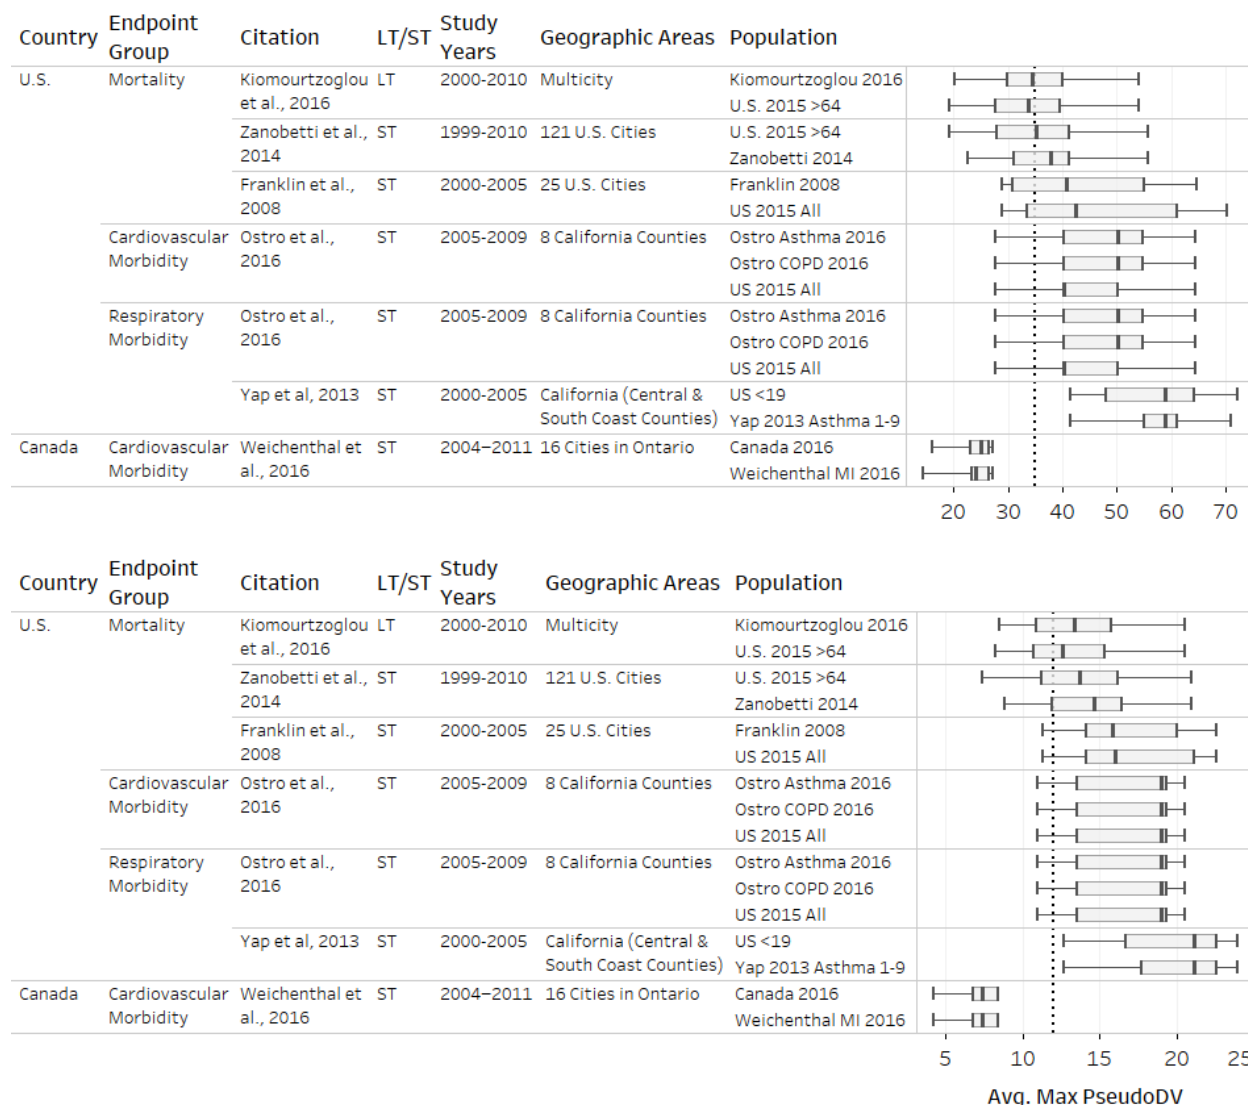 Country Endpoint Group Citation LT/ST Study Years Geographic Areas Population
U.S. Mortality Kiomourtzoglou et al., 2016 LT 2000-2010 Multicity Kiomourtzoglou 2016
U.S. 2015 >64
Zanobetti et al., 2014 ST 1999-2010 121 U.S. Cities U.S. 2015 >64
Zanobetti 2014
Franklin et al., 2008 ST 2000-2005 25 U.S. Cities Franklin 2008
US 2015 All
Cardiovascular Morbidity Ostro et al., 2016 ST 2005-2009 8 California Counties Ostro Asthma 2016
Ostro COPD 2016
US 2015 All
Respiratory Morbidity Ostro et al., 2016 ST 2005-2009 8 California Counties Ostro Asthma 2016
Ostro COPD 2016
US 2015 All
Yap et al, 2013 ST 2000-2005 California (Central & South Coast Counties) US <19
Yap 2013 Asthma 1-9
Canada Cardiovascular Morbidity Weichenthal et al., 2016 ST 2004–2011 16 Cities in Ontario Canada 2016
Weichenthal MI 2016
20 30 40 50 60 70
Country Endpoint Group Citation LT/ST Study Years Geographic Areas Population
U.S. Mortality Kiomourtzoglou et al., 2016 LT 2000-2010 Multicity Kiomourtzoglou 2016
U.S. 2015 >64
Zanobetti et al., 2014 ST 1999-2010 121 U.S. Cities U.S. 2015 >64
Zanobetti 2014
Franklin et al., 2008 ST 2000-2005 25 U.S. Cities Franklin 2008
US 2015 All
Cardiovascular Morbidity Ostro et al., 2016 ST 2005-2009 8 California Counties Ostro Asthma 2016
Ostro COPD 2016
US 2015 All
Respiratory Morbidity Ostro et al., 2016 ST 2005-2009 8 California Counties Ostro Asthma 2016
Ostro COPD 2016
US 2015 All
Yap et al, 2013 ST 2000-2005 California (Central & South Coast Counties) US <19
Yap 2013 Asthma 1-9
Canada Cardiovascular Morbidity Weichenthal et al., 2016 ST 2004–2011 16 Cities in Ontario Canada 2016
Weichenthal MI 2016
5 10 15 20 25
Avg. Max PseudoDV